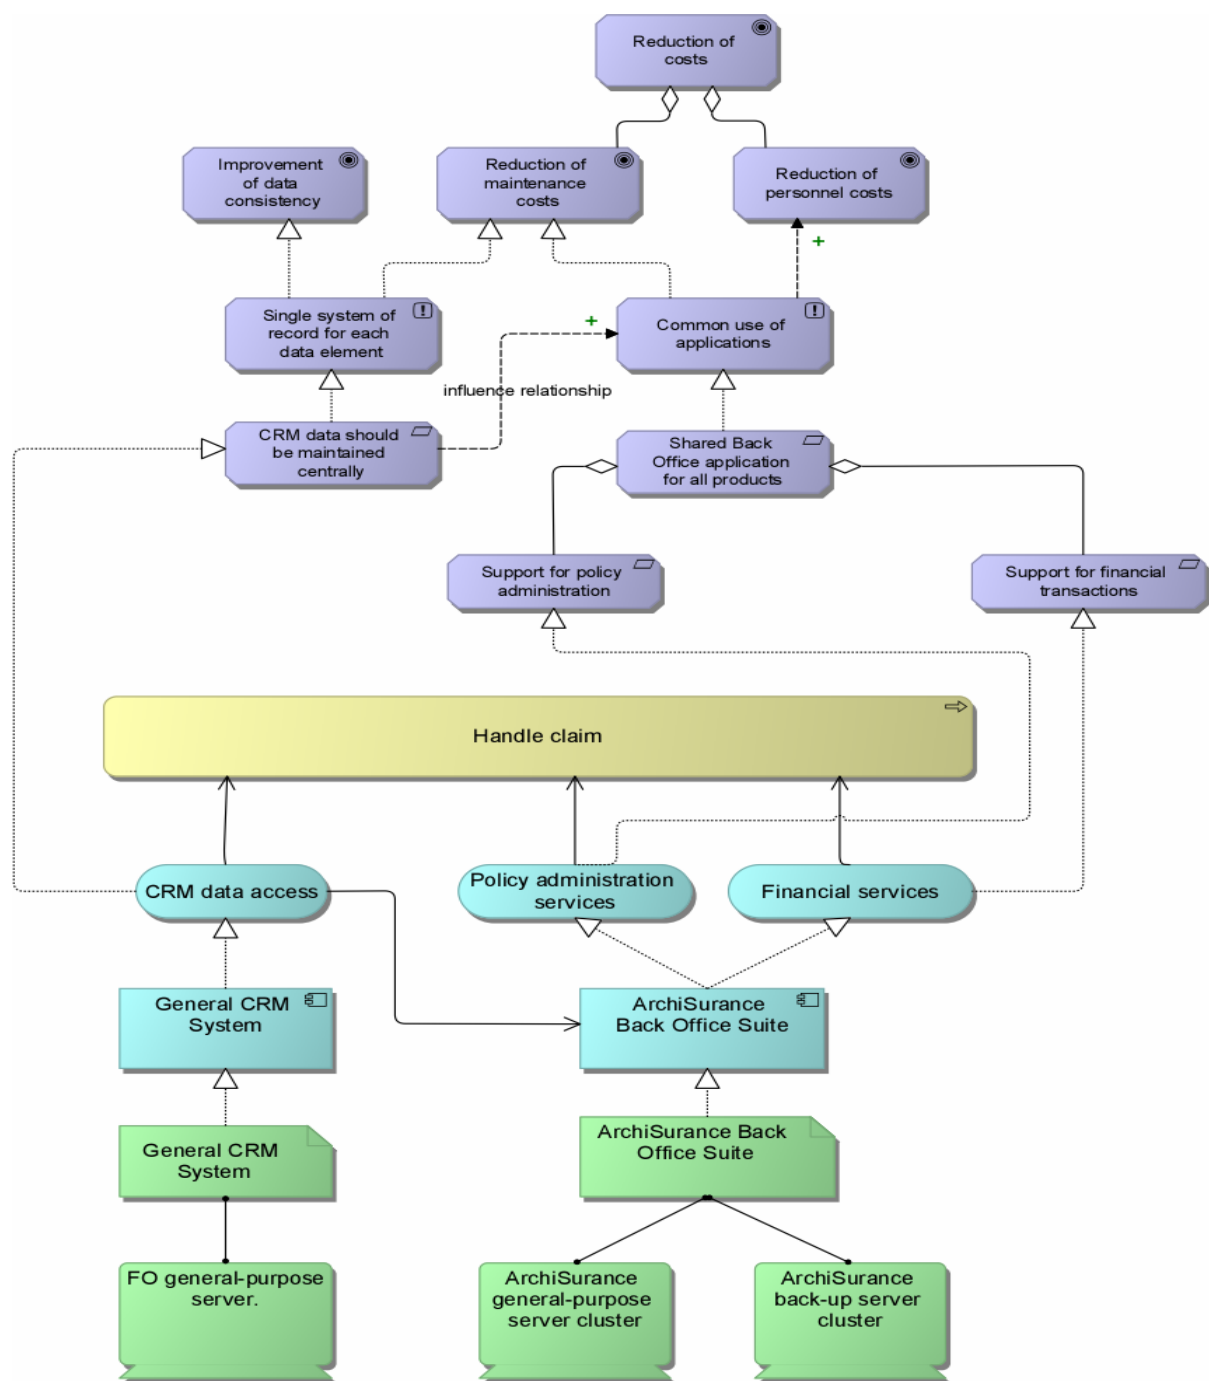 Reduction of
costs
Improvement
of data
consistency
Reduction of
maintenance
costs
Reduction of
personnel costs
+
Single system of
record for each
data element
+
Common use of
applications
influence relationship
CRM data should
be maintained
centrally
Shared Back
Office application
for all products
Support for policy
administration
Support for financial
transactions
Handle claim
CRM data access
Policy administration
services
Financial services
General CRM
System
ArchiSurance
Back Office Suite
General CRM
System
ArchiSurance Back
Office Suite
FO general-purpose
server.
ArchiSurance
general-purpose
server cluster
ArchiSurance
back-up server
cluster